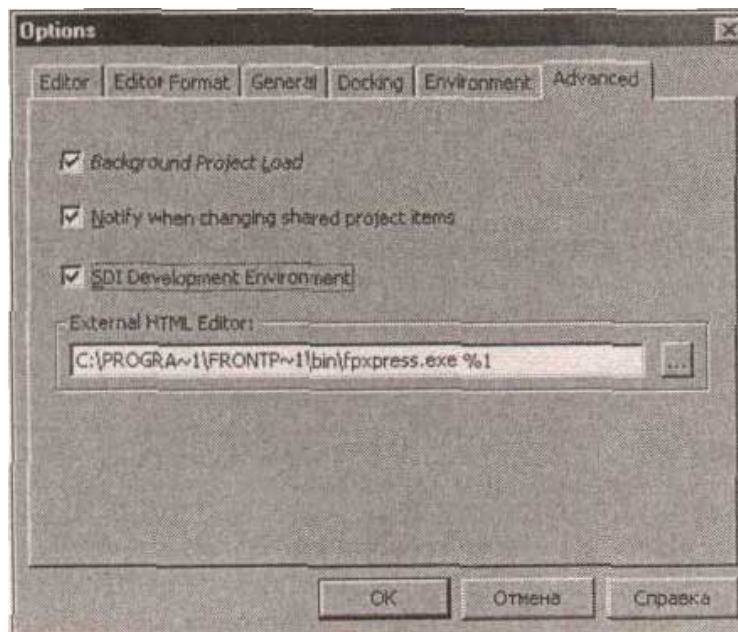 Options
Editor Editor Format General Docking Environment Advanced
Background Project Load
Notify when changing shared project items
SDI Development Environment
External HTML Editor:
C:\PROGRA~1\FRONTP~1\bin\fpxpress.exe %1 ...
OK Отмена Справка